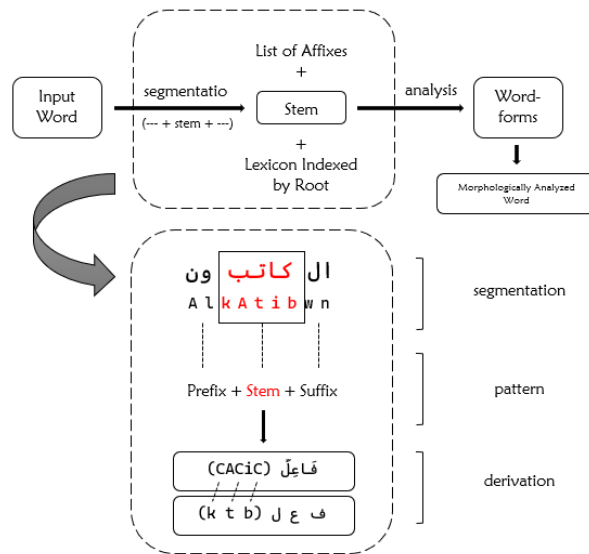 List of Affixes
+
Input
Word
segmentatio
(--- + stem + ---)
Stem
analysis
Word-
forms
+
Lexicon Indexed
by Root
Morphologically Analyzed
Word
ال كاتب ون
A l k A t i b w n
segmentation
Prefix + Stem + Suffix
pattern
فَاعِلّ (CACiC)
ف ع ل (k t b)
derivation